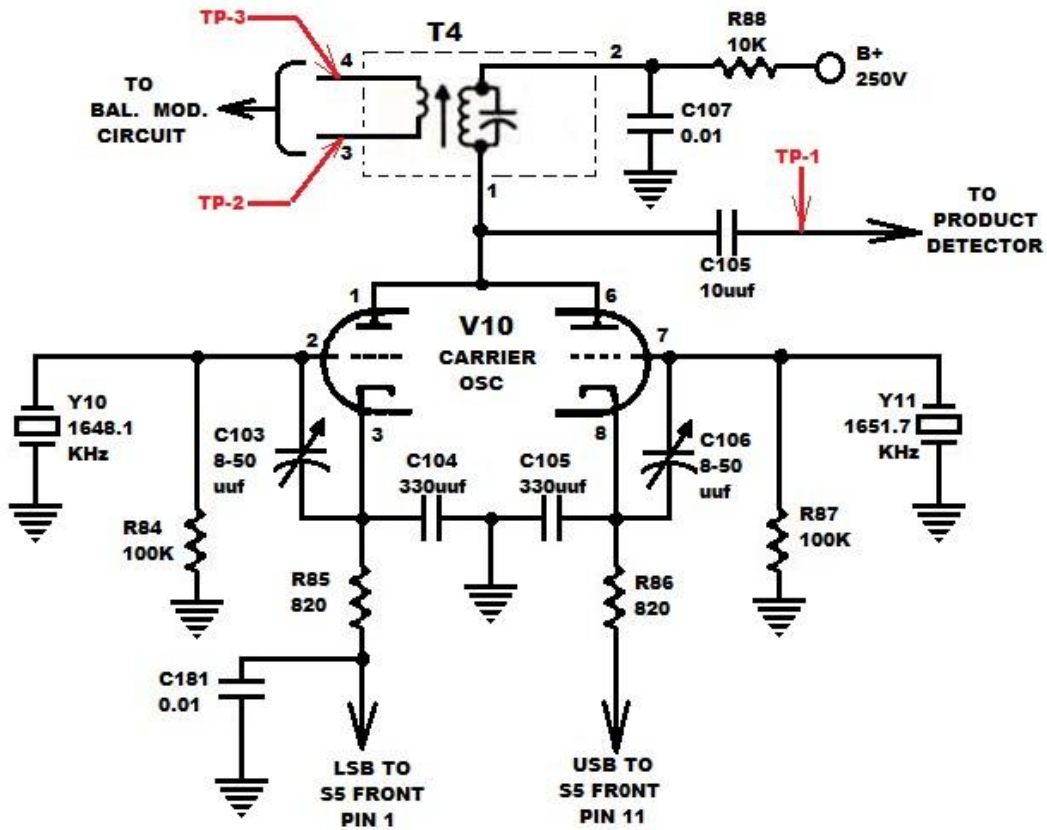 TP-3
T4
R88
10K
B+
250V
4
2
TO
BAL. MOD.
CIRCUIT
C107
0.01
3
TP-1
TP-2
1
TO
PRODUCT
DETECTOR
C105
10uuf
1
6
V10
CARRIER
OSC
2
7
Y10
1648.1
KHz
Y11
1651.7
KHz
3
8
C103
8-50
uuf
C104
330uuf
C105
330uuf
C106
8-50
uuf
R84
100K
R87
100K
R85
820
R86
820
C181
0.01
LSB TO
S5 FRONT
PIN 1
USB TO
S5 FR0NT
PIN 11